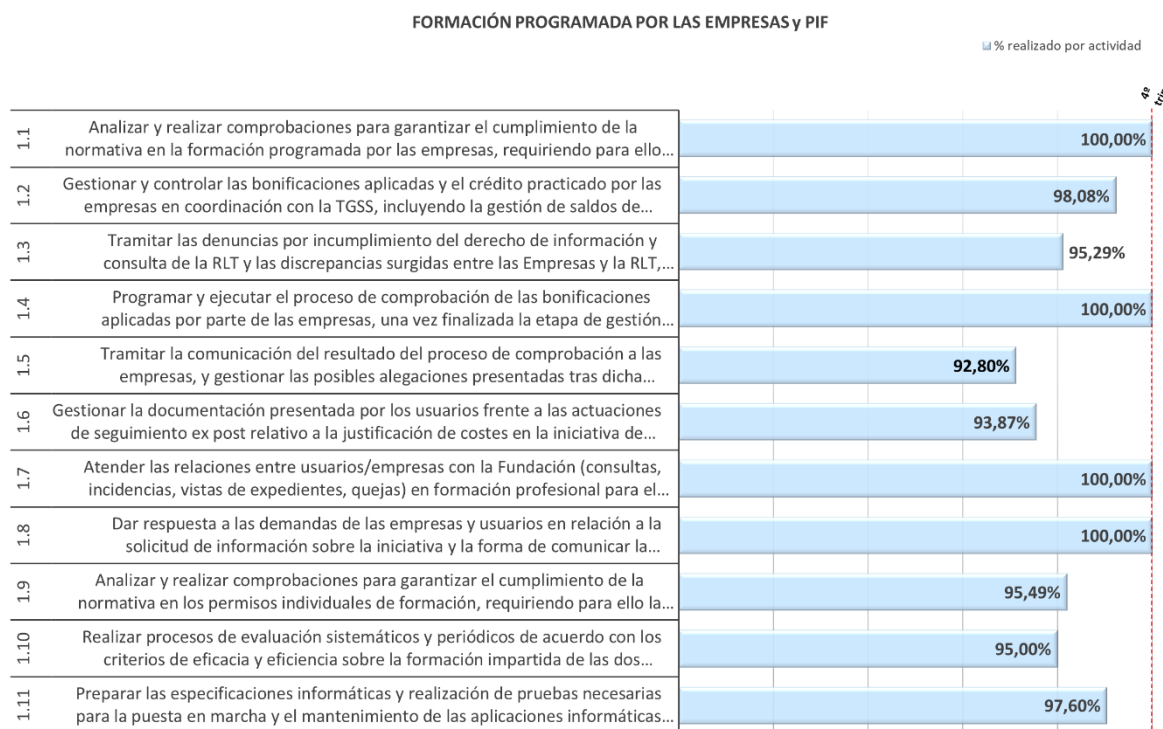 FORMACIÓN PROGRAMADA POR LAS EMPRESAS y PIF
% realizado por actividad
4º
1.1
Analizar y realizar comprobaciones para garantizar el cumplimiento de la
normativa en la formación programada por las empresas, requiriendo para ello...
100,00%
1.2
Gestionar y controlar las bonificaciones aplicadas y el crédito practicado por las
empresas en coordinación con la TGSS, incluyendo la gestión de saldos de...
98,08%
1.3
Tramitar las denuncias por incumplimiento del derecho de información y
consulta de la RLT y las discrepancias surgidas entre las Empresas y la RLT,...
95,29%
1.4
Programar y ejecutar el proceso de comprobación de las bonificaciones
aplicadas por parte de las empresas, una vez finalizada la etapa de gestión...
100,00%
1.5
Tramitar la comunicación del resultado del proceso de comprobación a las
empresas, y gestionar las posibles alegaciones presentadas tras dicha...
92,80%
1.6
Gestionar la documentación presentada por los usuarios frente a las actuaciones
de seguimiento ex post relativo a la justificación de costes en la iniciativa de...
93,87%
1.7
Atender las relaciones entre usuarios/empresas con la Fundación (consultas,
incidencias, vistas de expedientes, quejas) en formación profesional para el...
100,00%
1.8
Dar respuesta a las demandas de las empresas y usuarios en relación a la
solicitud de información sobre la iniciativa y la forma de comunicar la...
100,00%
1.9
Analizar y realizar comprobaciones para garantizar el cumplimiento de la
normativa en los permisos individuales de formación, requiriendo para ello la...
95,49%
1.10
Realizar procesos de evaluación sistemáticos y periódicos de acuerdo con los
criterios de eficacia y eficiencia sobre la formación impartida de las dos...
95,00%
1.11
Preparar las especificaciones informáticas y realización de pruebas necesarias
para la puesta en marcha y el mantenimiento de las aplicaciones informáticas...
97,60%